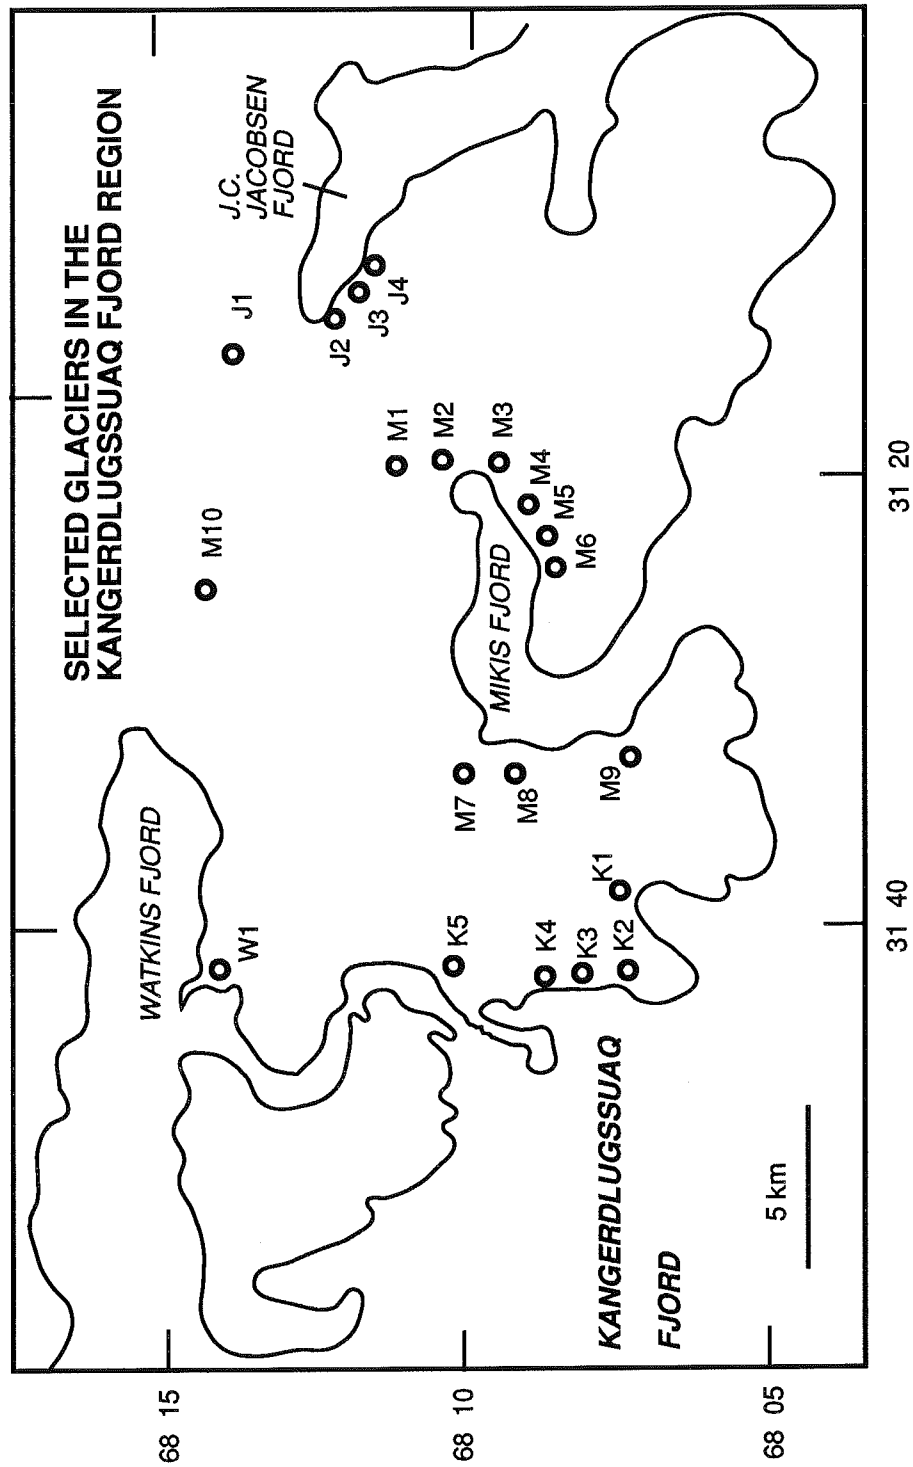 SELECTED GLACIERS IN THE
KANGERDLUGSSUAQ FJORD REGION
J.C.
JACOBSEN
FJORD
WATKINS FJORD
MIKIS FJORD
KANGERDLUGSSUAQ
FJORD
W1
M10
J1
J2
J3
J4
M1
M2
M3
M4
M5
M6
M7
M8
M9
K1
K2
K3
K4
K5
5 km
68 15
68 10
68 05
31 40
31 20